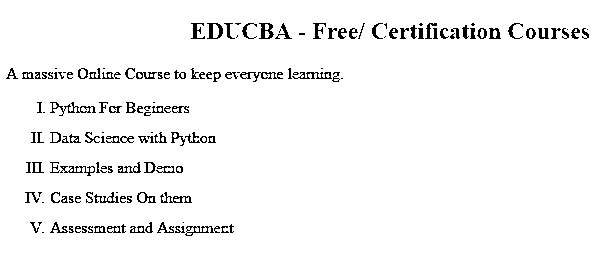 EDUCBA - Free/ Certification Courses
A massive Online Course to keep everyone learning.
I. Python For Begineers
II. Data Science with Python
III. Examples and Demo
IV. Case Studies On them
V. Assessment and Assignment